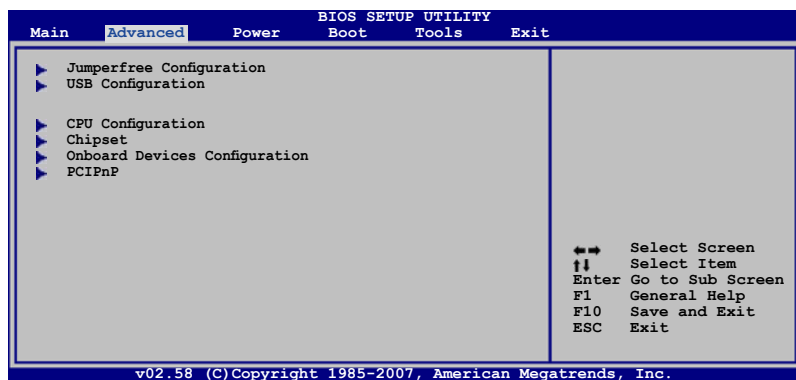 BIOS SETUP UTILITY
Main Advanced Power Boot Tools Exit
Jumperfree Configuration
USB Configuration
CPU Configuration
Chipset
Onboard Devices Configuration
PCIPnP
Select Screen
Select Item
Enter Go to Sub Screen
F1 General Help
F10 Save and Exit
ESC Exit
v02.58 (C)Copyright 1985-2007, American Megatrends, Inc.